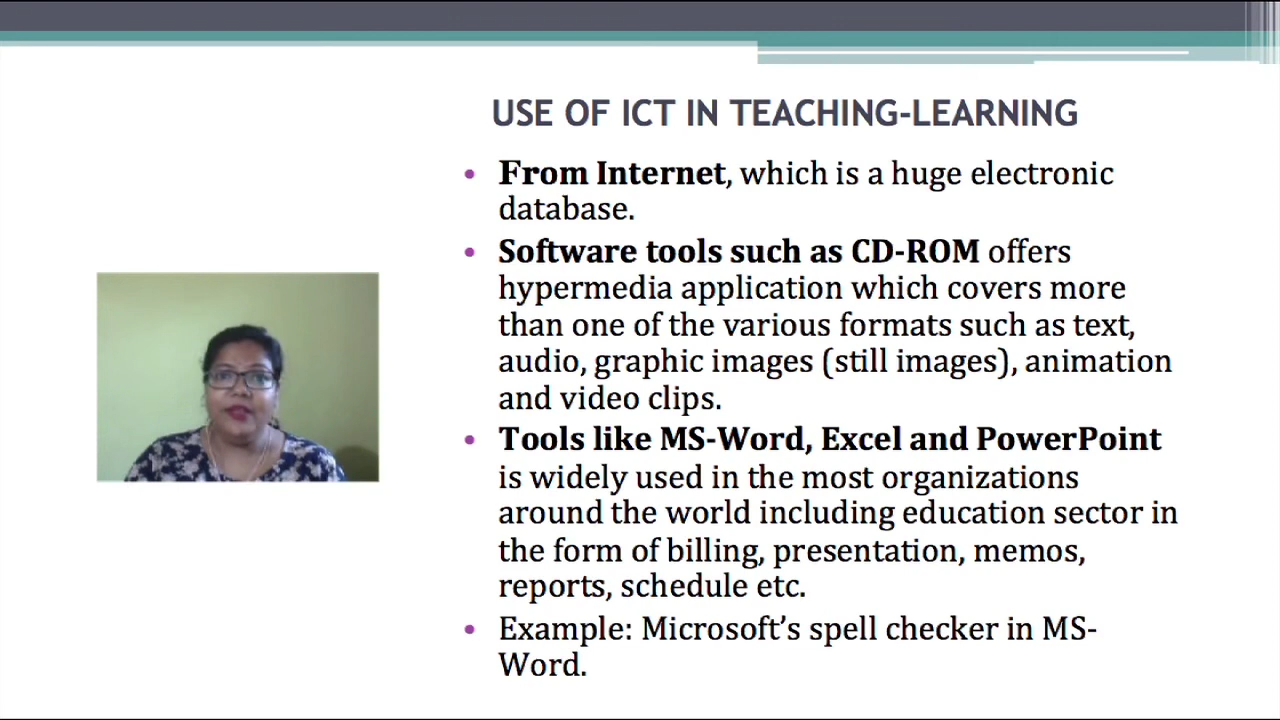 USE OF ICT IN TEACHING-LEARNING
• From Internet, which is a huge electronic
database.
• Software tools such as CD-ROM offers
hypermedia application which covers more
than one of the various formats such as text,
audio, graphic images (still images), animation
and video clips.
• Tools like MS-Word, Excel and PowerPoint
is widely used in the most organizations
around the world including education sector in
the form of billing, presentation, memos,
reports, schedule etc.
• Example: Microsoft’s spell checker in MS-
Word.